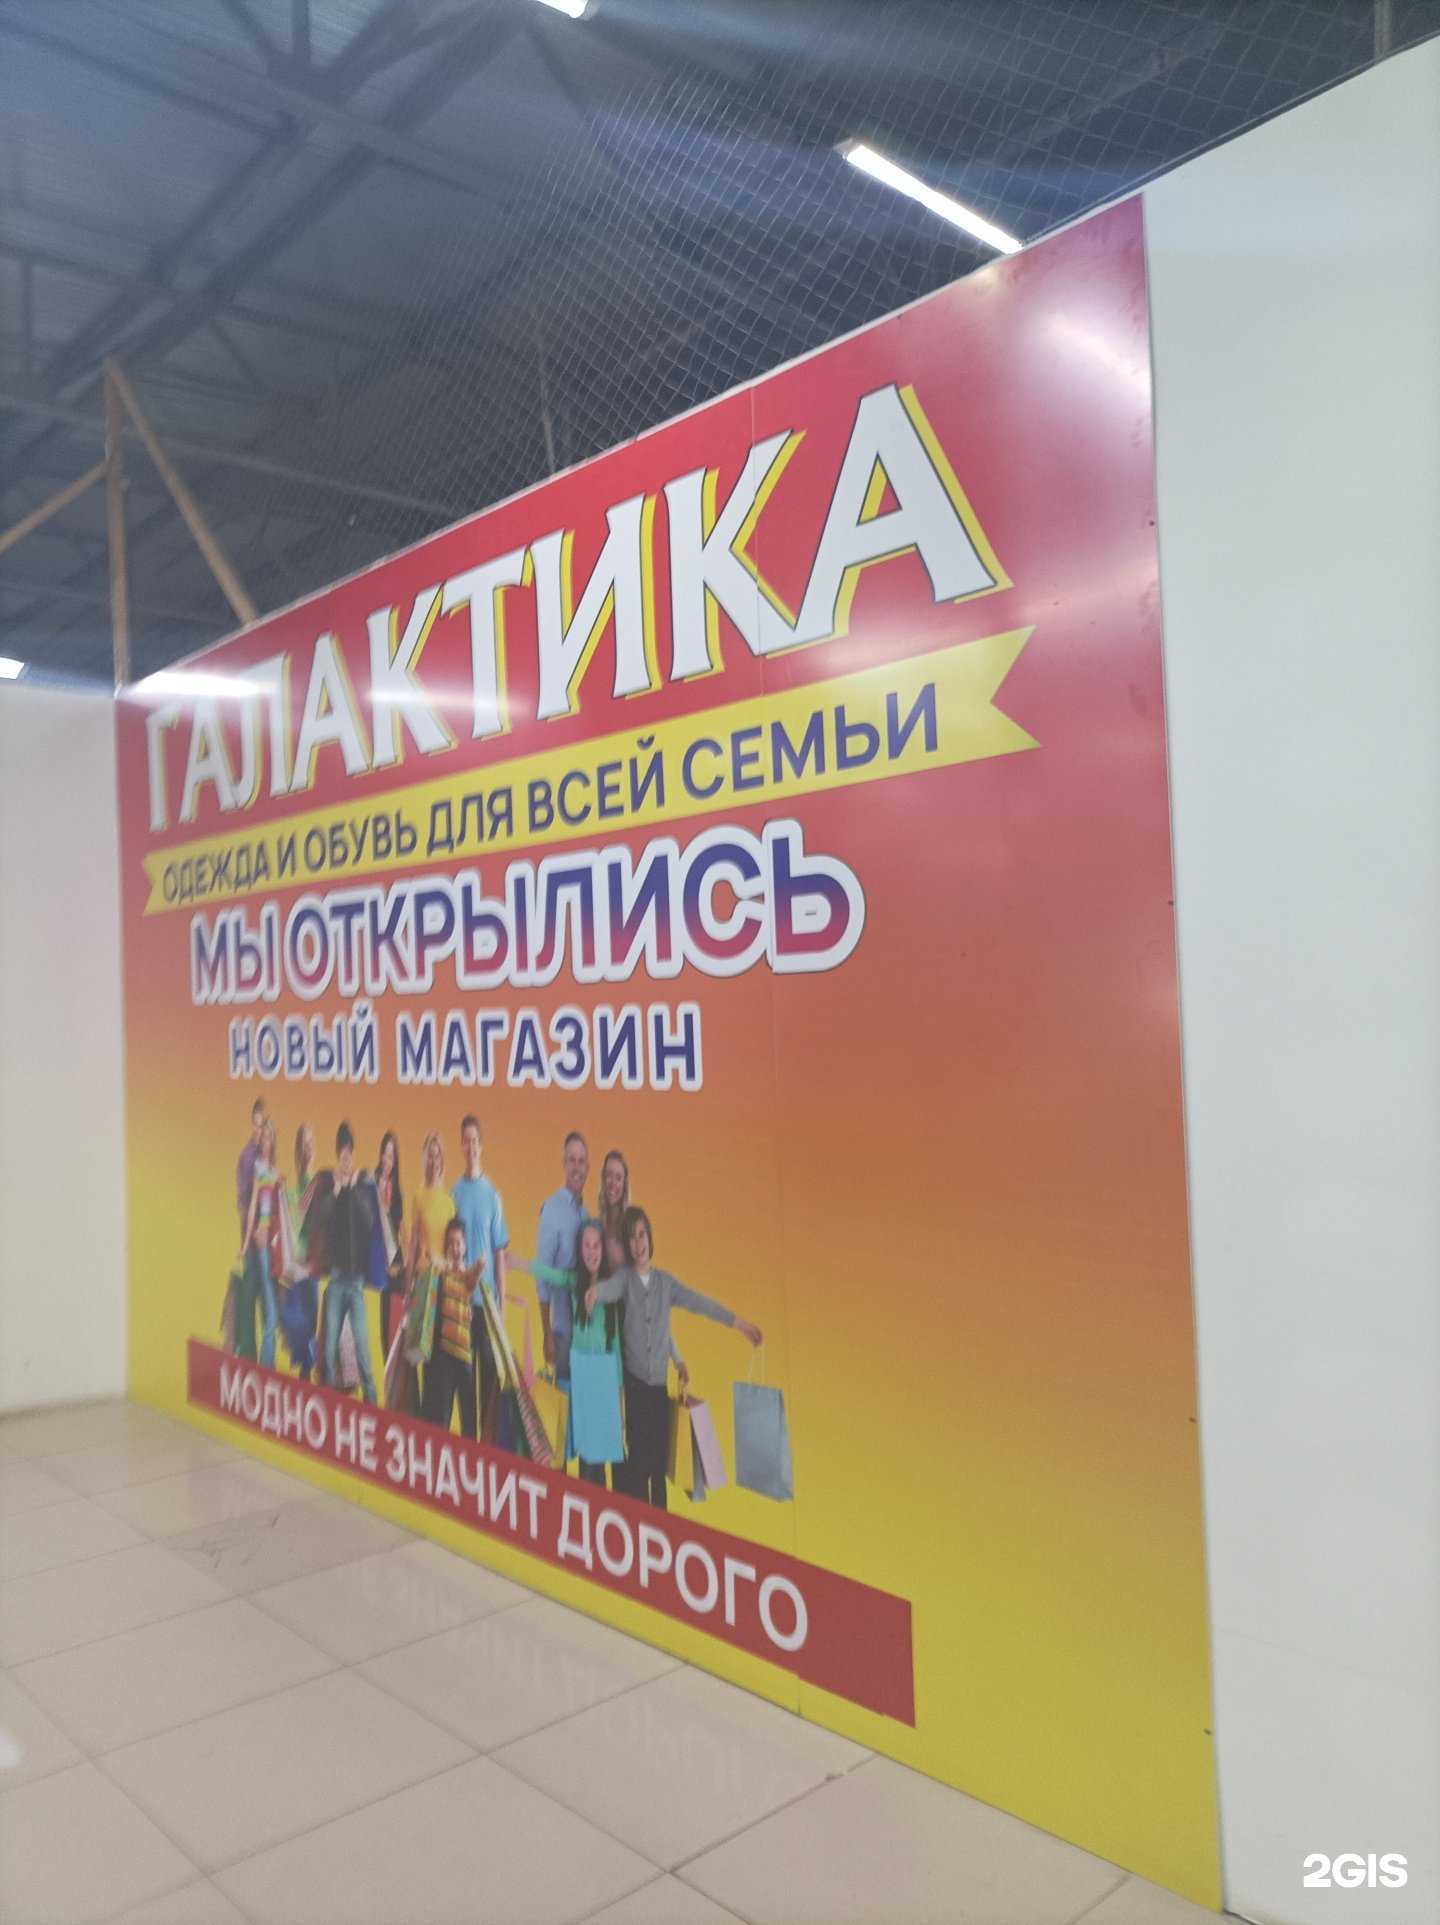 ГАЛАКТИКА
ОДЕЖДА И ОБУВЬ ДЛЯ ВСЕЙ СЕМЬИ
МЫ ОТКРЫЛИСЬ
НОВЫЙ МАГАЗИН
МОДНО НЕ ЗНАЧИТ ДОРОГО
2GIS